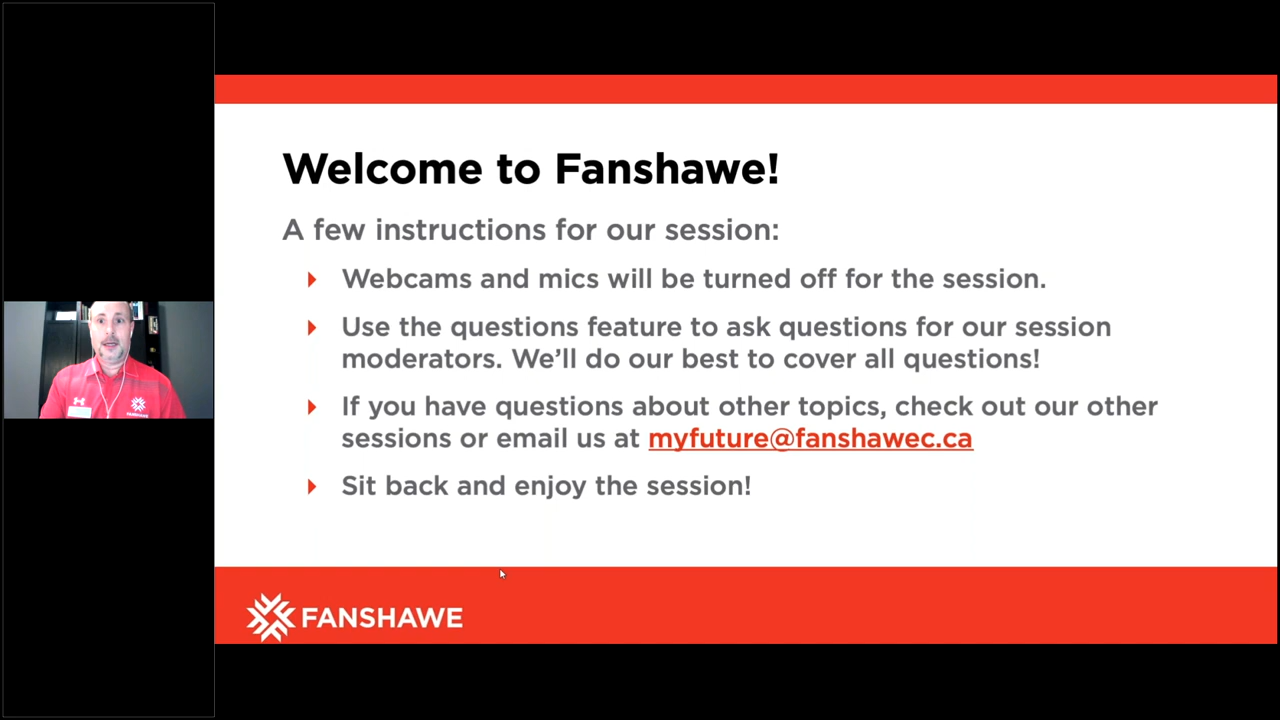 Welcome to Fanshawe!
A few instructions for our session:
Webcams and mics will be turned off for the session.
Use the questions feature to ask questions for our session
moderators. We'll do our best to cover all questions!
If you have questions about other topics, check out our other
sessions or email us at myfuture@fanshawec.ca
Sit back and enjoy the session!
FANSHAWE
FANSHAWE